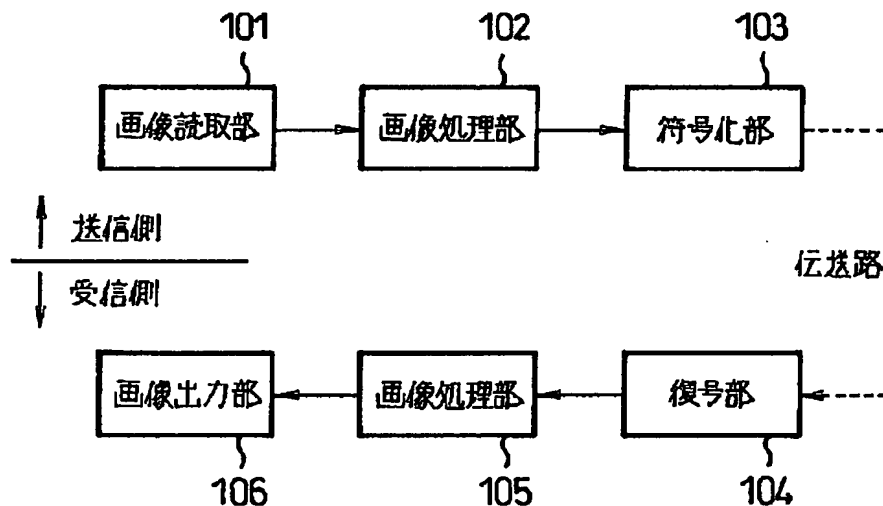 101 102 103
画像読取部 画像処理部 符号化部
送信側
伝送路
受信側
画像出力部 画像処理部 復号部
106 105 104